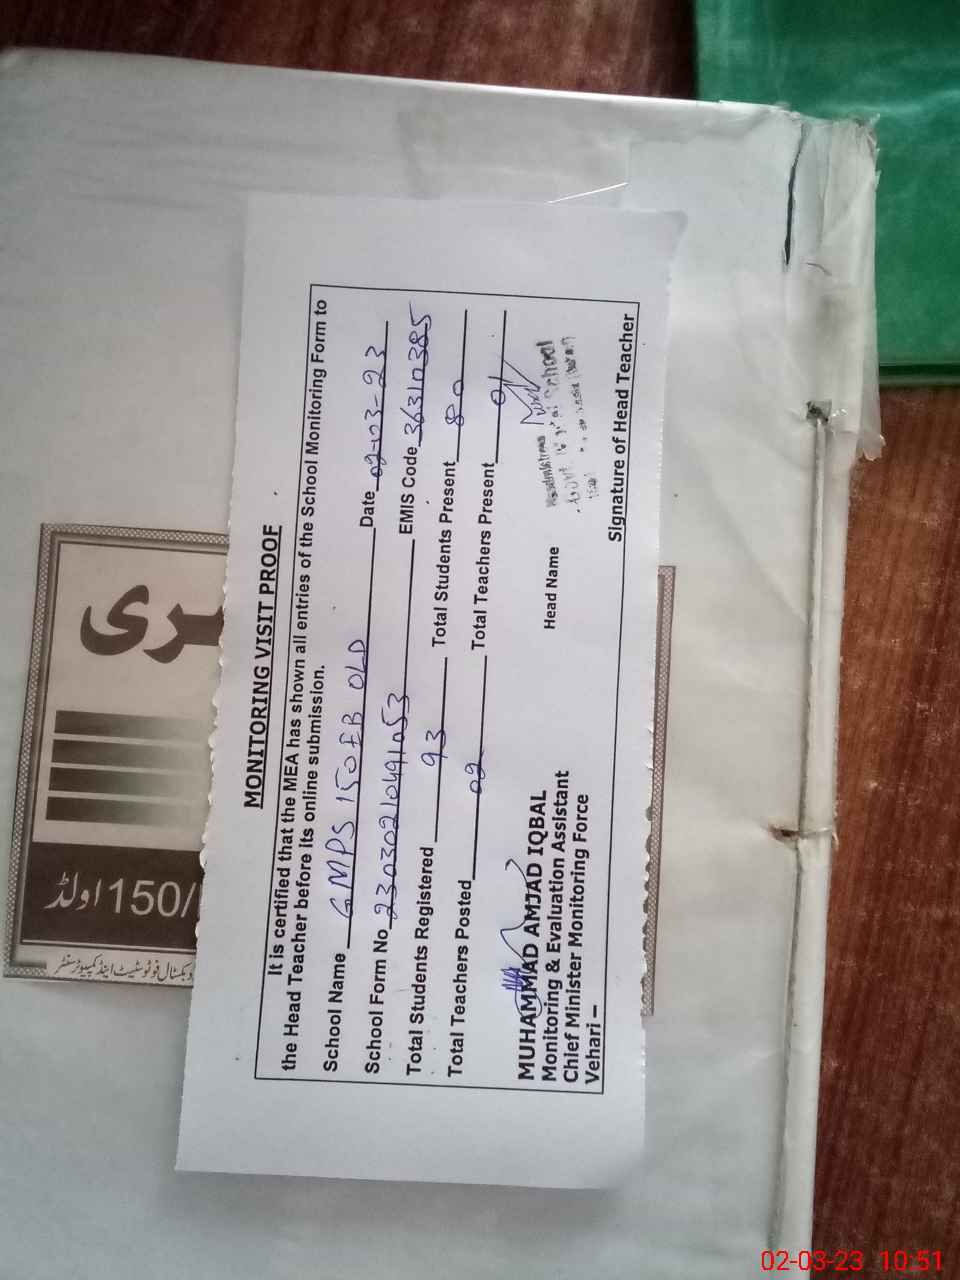 MONITORING VISIT PROOF
It is certified that the MEA has shown all entries of the School Monitoring Form to
the Head Teacher before its online submission.
School Name GMPS 150 EB OLD Date 02-03-23
School Form No 230302104491053 EMIS Code 36310385
Total Students Registered 93 Total Students Present 80
Total Teachers Posted 02 Total Teachers Present 01
MUHAMMAD AMJAD IQBAL
Monitoring & Evaluation Assistant
Chief Minister Monitoring Force
Vehari –
Head Name
Headmistress
School
Signature of Head Teacher
150/
اولڈ
02-03-23 10:51